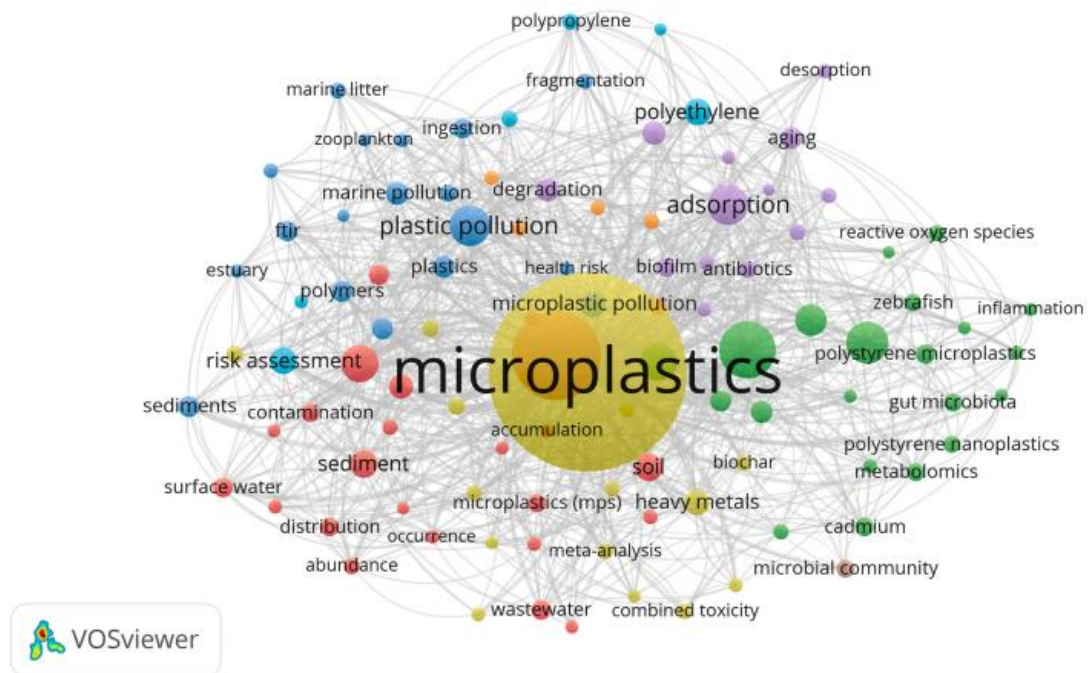 polypropylene
desorption
fragmentation
marine litter
polyethylene
ingestion
zooplankton
aging
degradation
marine pollution
adsorption
plastic pollution
ftir
reactive oxygen species
estuary
plastics
health risk
biofilm
antibiotics
polymers
microplastic pollution
zebrafish
inflammation
risk assessment
microplastics
polystyrene microplastics
sediments
contamination
gut microbiota
accumulation
polystyrene nanoplastics
sediment
soil
biochar
metabolomics
surface water
microplastics (mps)
heavy metals
distribution
occurrence
cadmium
meta-analysis
abundance
microbial community
wastewater
combined toxicity
VOSviewer